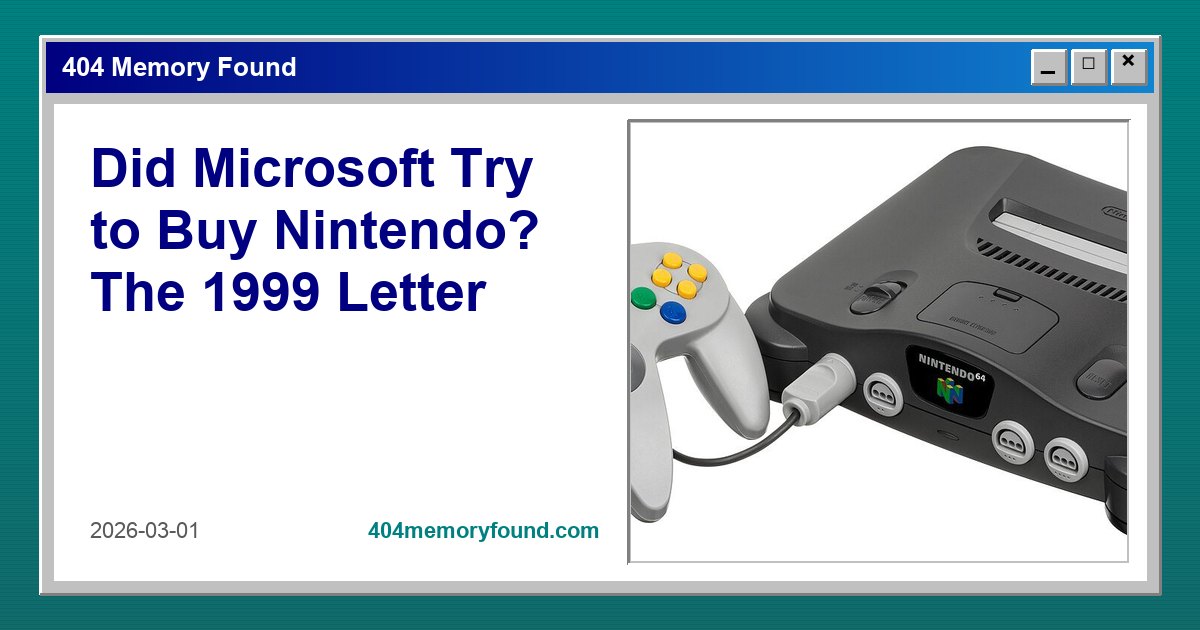 404 Memory Found
Did Microsoft Try
to Buy Nintendo?
The 1999 Letter
2026-03-01
404memoryfound.com
NINTENDO64